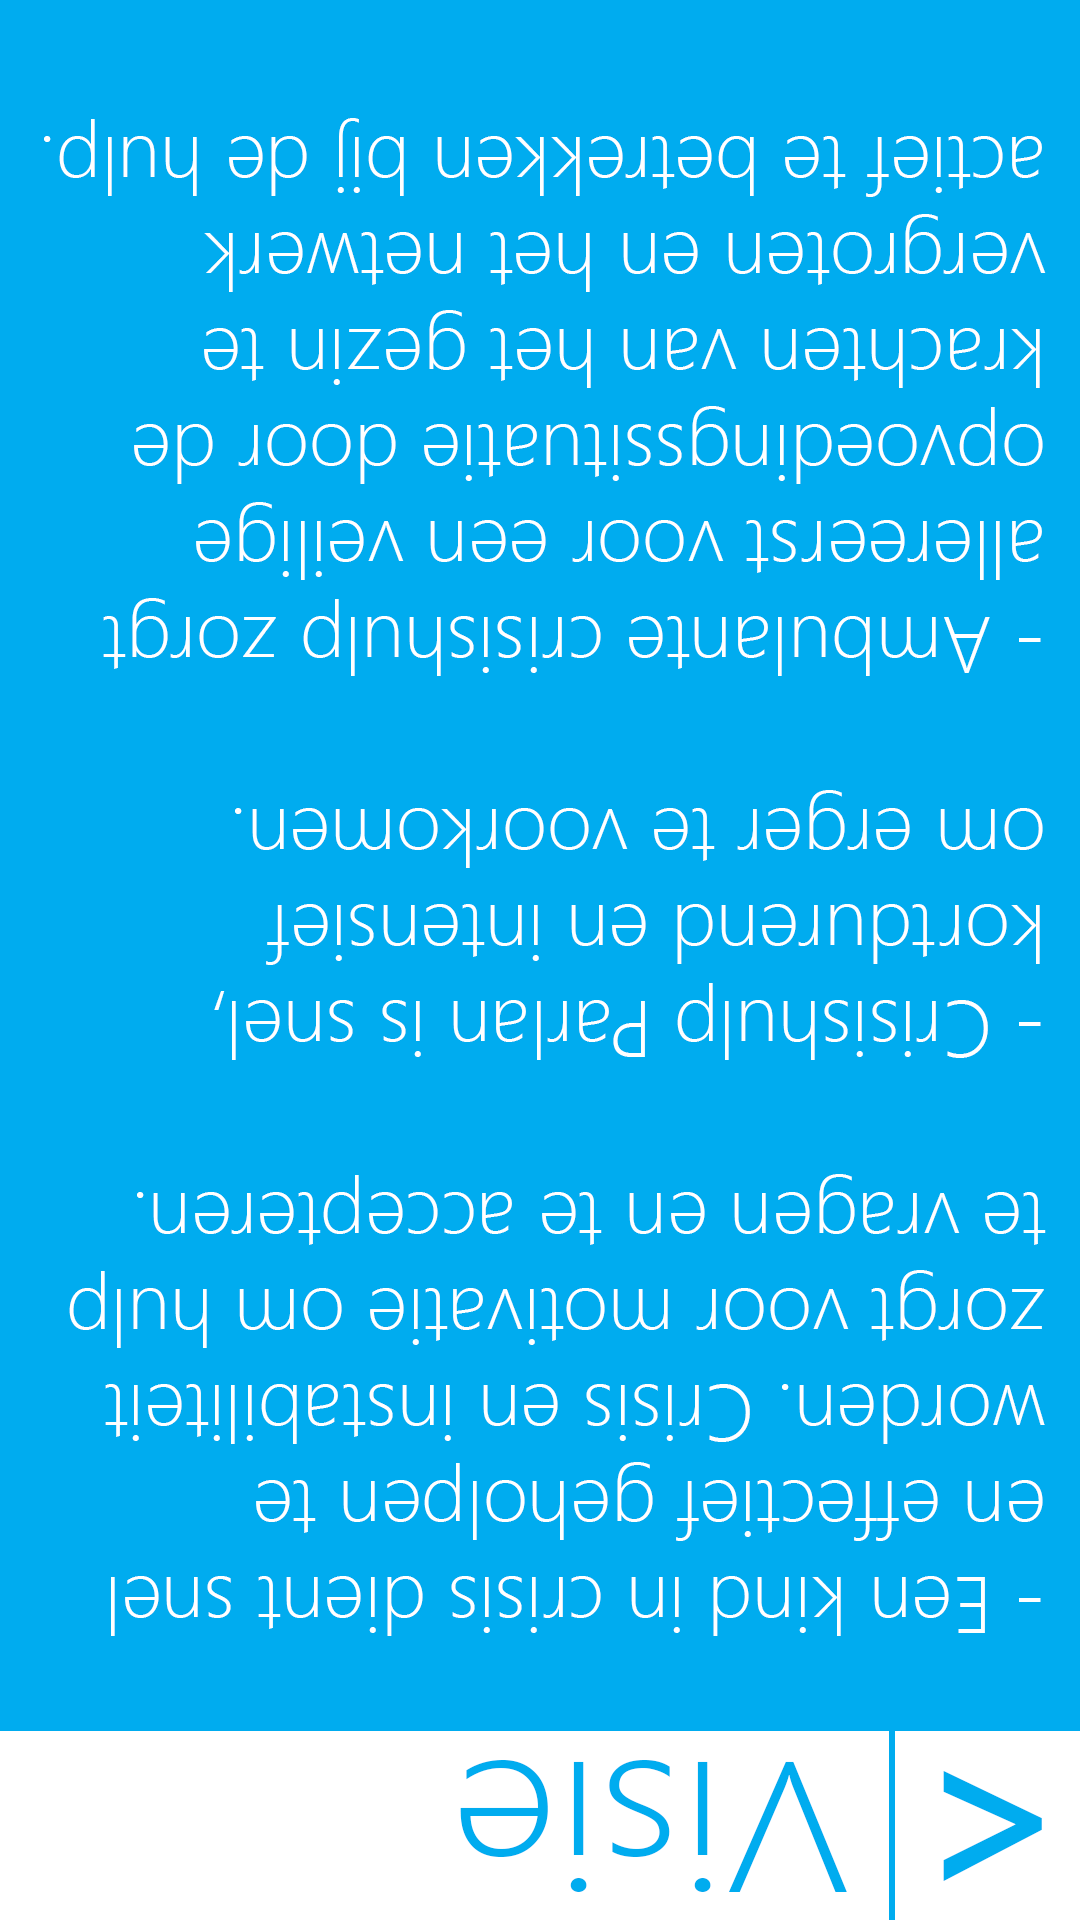 < Visie
- Een kind in crisis dient snel
en effectief geholpen te
worden. Crisis en instabiliteit
zorgt voor motivatie om hulp
te vragen en te accepteren.
- Crisishulp Parlan is snel,
kortdurend en intensief
om erger te voorkomen.
- Ambulante crisishulp zorgt
allereerst voor een veilige
opvoedingssituatie door de
krachten van het gezin te
vergroten en het netwerk
actief te betrekken bij de hulp.